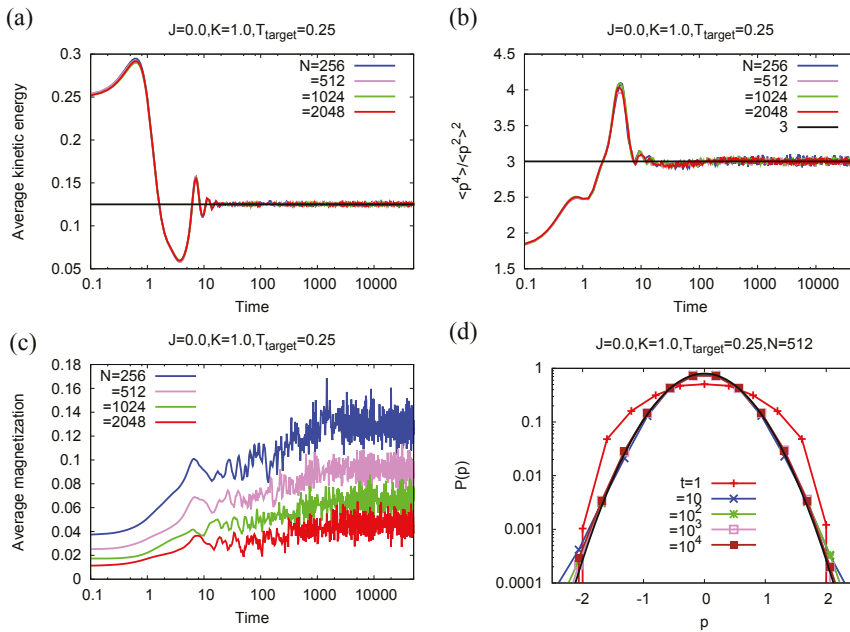 (a)
J=0.0,K=1.0,T_target=0.25
0.3
0.25
0.2
0.15
0.1
0.05
Average kinetic energy
N=256
=512
=1024
=2048
0.1 1 10 100 1000 10000
Time
(b)
J=0.0,K=1.0,T_target=0.25
4.5
4
3.5
3
2.5
2
1.5
<p^4>/<p^2>^2
N=256
=512
=1024
=2048
3
0.1 1 10 100 1000 10000
Time
(c)
J=0.0,K=1.0,T_target=0.25
0.18
0.16
0.14
0.12
0.1
0.08
0.06
0.04
0.02
0
Average magnetization
N=256
=512
=1024
=2048
0.1 1 10 100 1000 10000
Time
(d)
J=0.0,K=1.0,T_target=0.25,N=512
1
0.1
0.01
0.001
0.0001
P(p)
t=1
=10
=10^2
=10^3
=10^4
-2 -1 0 1 2
p